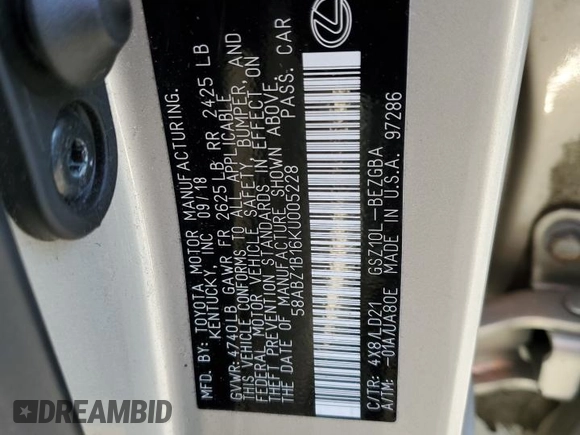 MFD. BY: TOYOTA MOTOR MANUFACTURING.
KENTUCKY, INC 09/18
GVWR: 4740LB GAWR FR 2625LB RR 2425 LB
THIS VEHICLE CONFORMS TO ALL APPLICABLE
FEDERAL MOTOR VEHICLE SAFETY, BUMPER, AND
THEFT PREVENTION STANDARDS IN EFFECT ON
THE DATE OF MANUFACTURE SHOWN ABOVE.
58ABZ1B16KU005228 PASS. CAR
C/TR: 4X8/LD21 GSZ10L-BEZGBA
A/TM: -01A/UA80E MADE IN U.S.A. 97286
DREAMBID